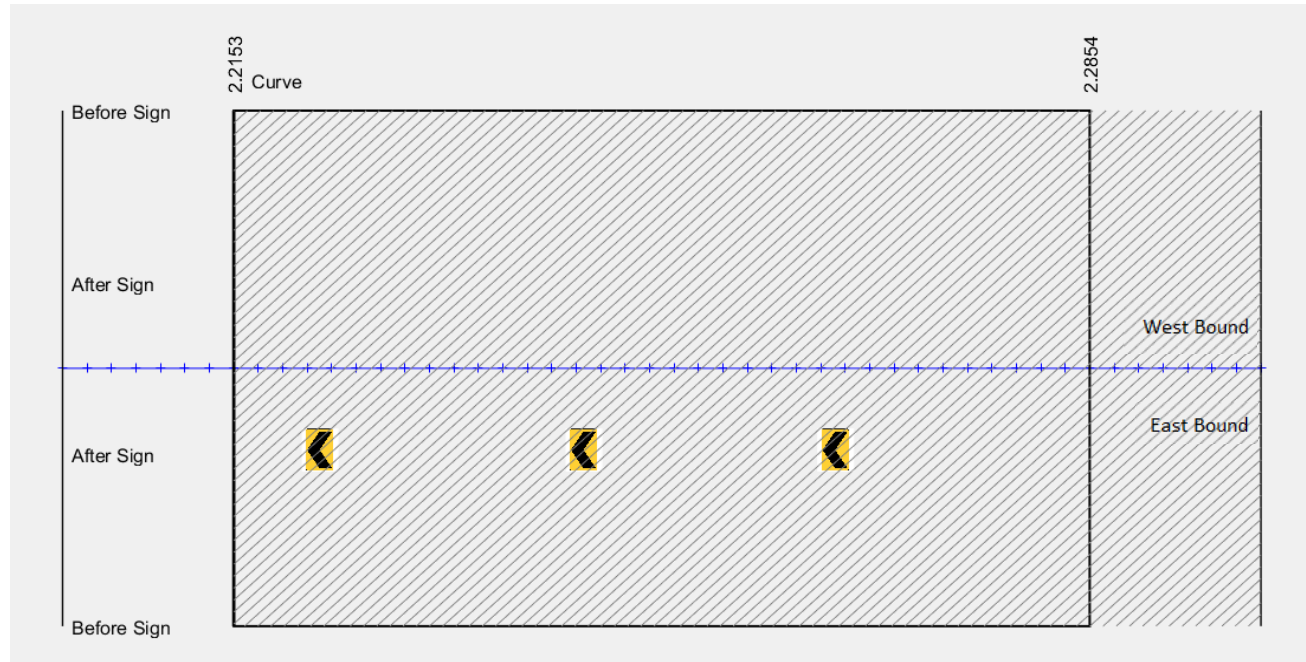 2.2153
Curve
2.2854
Before Sign
After Sign
West Bound
East Bound
After Sign
Before Sign